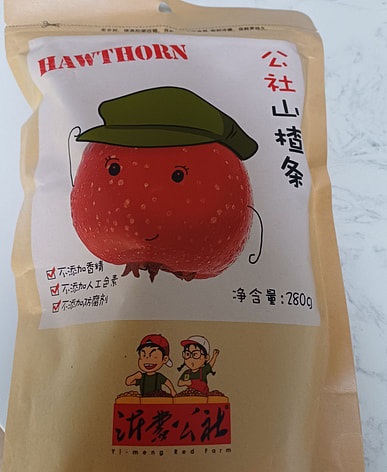 HAWTHORN
公社山楂条
不添加香精
不添加人工色素
不添加防腐剂
净含量:280g
沂蒙公社
Yi-meng Red Farm